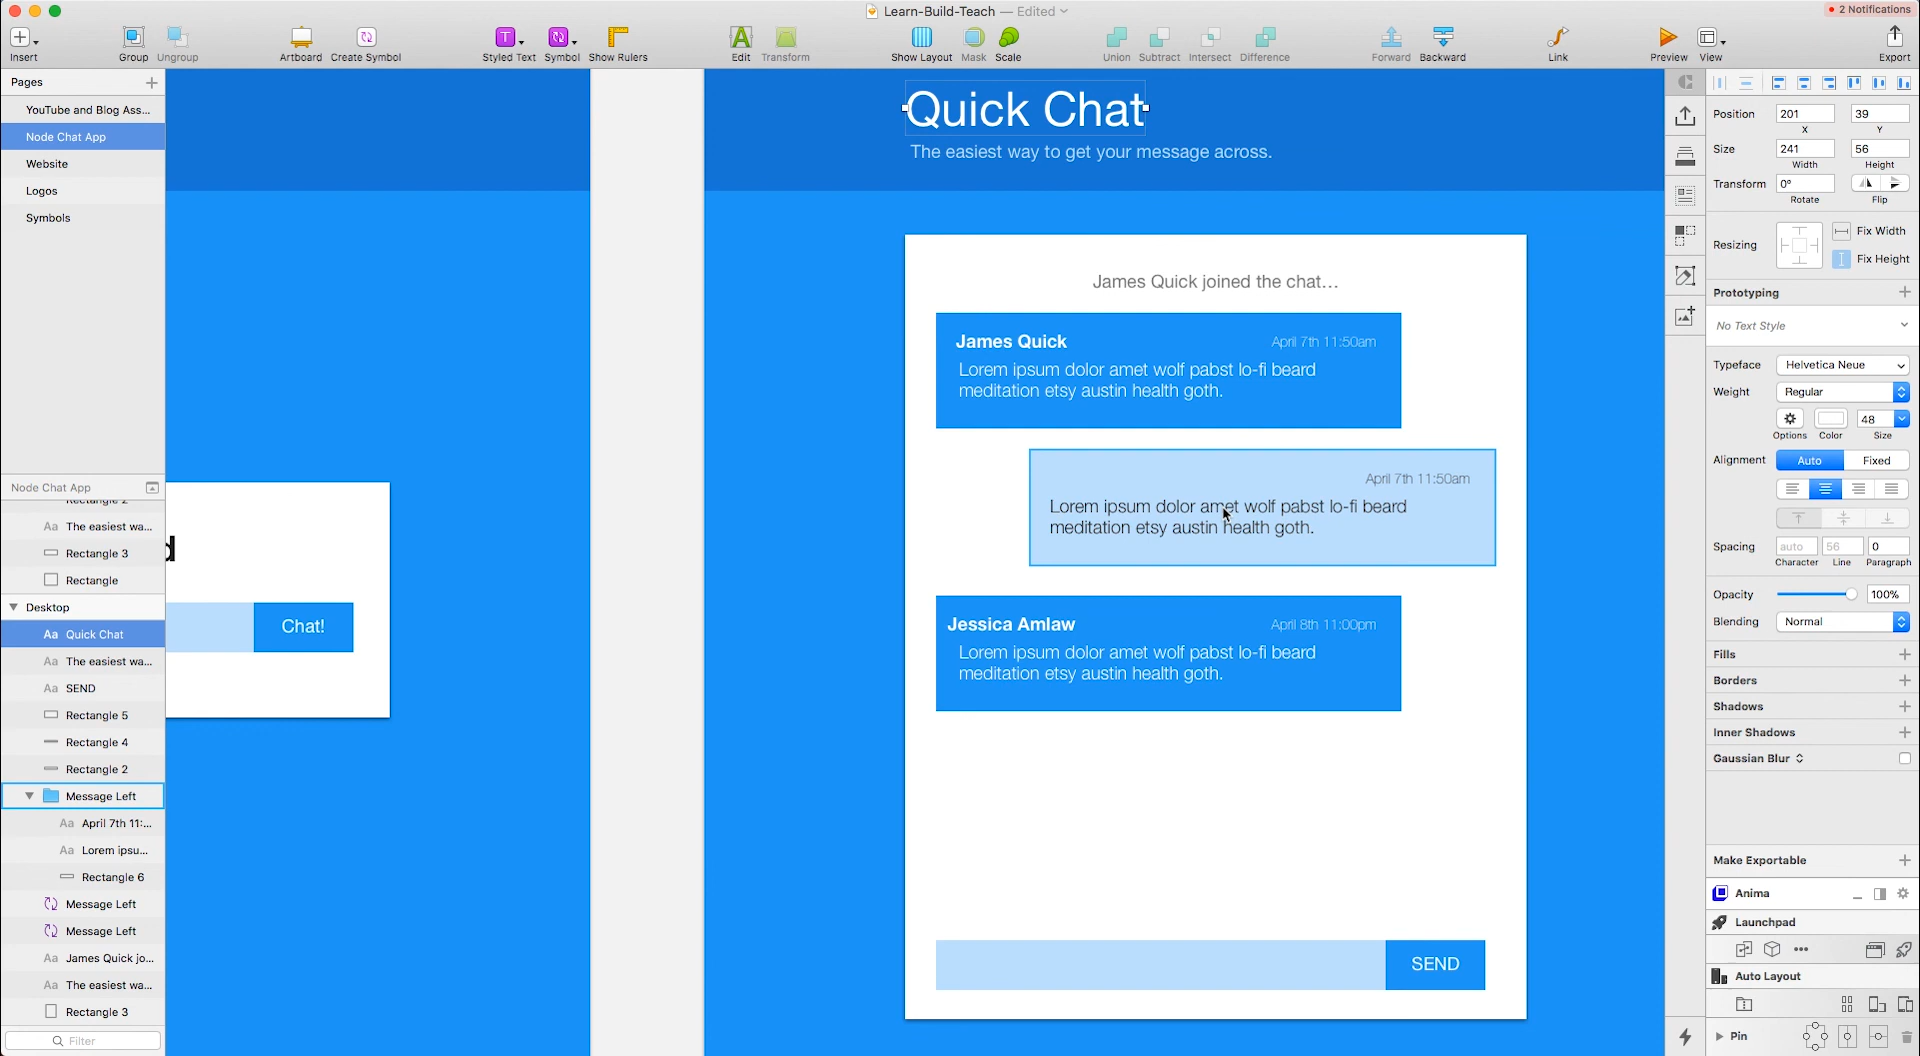 Learn-Build-Teach — Edited
2 Notifications
Insert
Group
Ungroup
Artboard
Create Symbol
Styled Text
Symbol
Show Rulers
Edit
Transform
Show Layout
Mask
Scale
Union
Subtract
Intersect
Difference
Forward
Backward
Link
Preview
View
Export
Pages
YouTube and Blog Ass...
Node Chat App
Website
Logos
Symbols
Node Chat App
Rectangle 2
Aa The easiest wa...
Rectangle 3
Rectangle
Desktop
Aa Quick Chat
Aa The easiest wa...
Aa SEND
Rectangle 5
Rectangle 4
Rectangle 2
Message Left
Aa April 7th 11:...
Aa Lorem ipsu...
Rectangle 6
Message Left
Message Left
Aa James Quick jo...
Aa The easiest wa...
Rectangle 3
Filter
d
Chat!
Quick Chat
The easiest way to get your message across.
James Quick joined the chat...
James Quick
April 7th 11:50am
Lorem ipsum dolor amet wolf pabst lo-fi beard
meditation etsy austin health goth.
April 7th 11:50am
Lorem ipsum dolor amet wolf pabst lo-fi beard
meditation etsy austin health goth.
Jessica Amlaw
April 8th 11:00pm
Lorem ipsum dolor amet wolf pabst lo-fi beard
meditation etsy austin health goth.
SEND
Position 201 39
X Y
Size 241 56
Width Height
Transform 0°
Rotate Flip
Resizing
Fix Width
Fix Height
Prototyping
No Text Style
Typeface Helvetica Neue
Weight Regular
48
Options Color Size
Alignment Auto Fixed
Spacing auto 56 0
Character Line Paragraph
Opacity 100%
Blending Normal
Fills
Borders
Shadows
Inner Shadows
Gaussian Blur
Make Exportable
Anima
Launchpad
Auto Layout
Pin